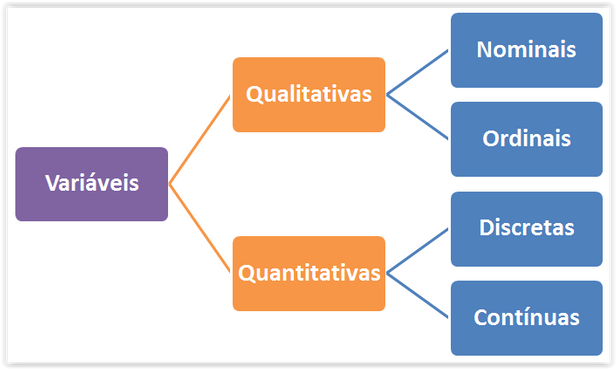 Variáveis
Qualitativas
Nominais
Ordinais
Quantitativas
Discretas
Contínuas